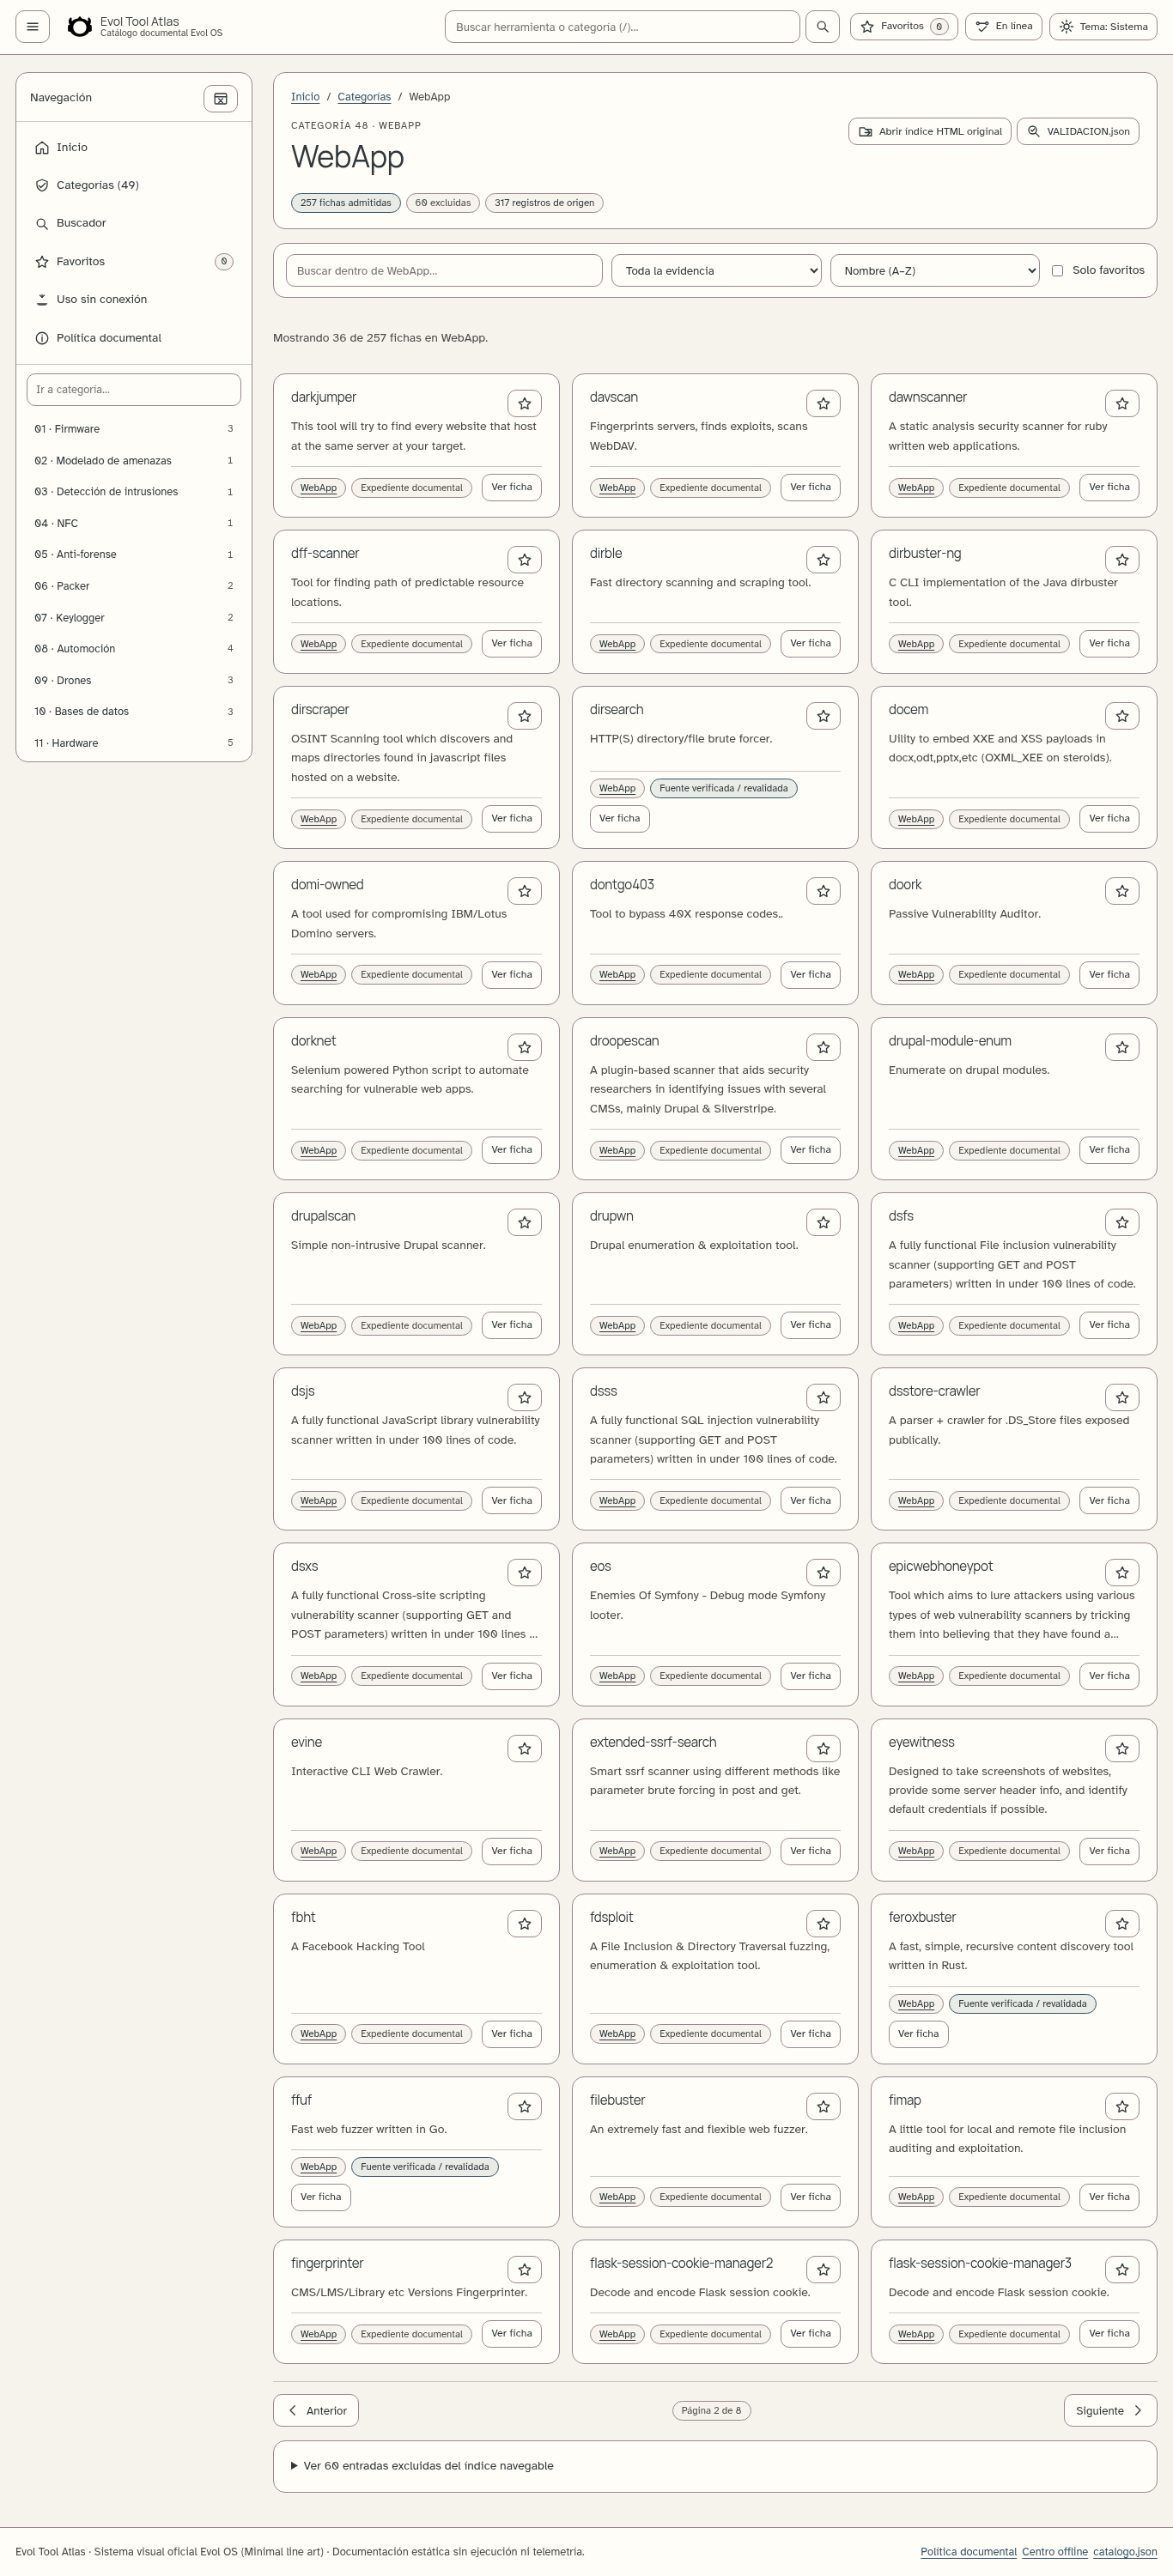 Evol Tool Atlas
Catálogo documental Evol OS
Buscar herramienta o categoría (/)...
Favoritos 0
En línea
Tema: Sistema
Navegación
Inicio
Categorías (49)
Buscador
Favoritos 0
Uso sin conexión
Política documental
Ir a categoría...
01 · Firmware 3
02 · Modelado de amenazas 1
03 · Detección de intrusiones 1
04 · NFC 1
05 · Anti-forense 1
06 · Packer 2
07 · Keylogger 2
08 · Automoción 4
09 · Drones 3
10 · Bases de datos 3
11 · Hardware 5
Inicio / Categorías / WebApp
CATEGORÍA 48 · WEBAPP
WebApp
Abrir índice HTML original
VALIDACION.json
257 fichas admitidas
60 excluidas
317 registros de origen
Buscar dentro de WebApp...
Toda la evidencia
Nombre (A–Z)
Solo favoritos
Mostrando 36 de 257 fichas en WebApp.
darkjumper
This tool will try to find every website that host
at the same server at your target.
WebApp Expediente documental Ver ficha
davscan
Fingerprints servers, finds exploits, scans
WebDAV.
WebApp Expediente documental Ver ficha
dawnscanner
A static analysis security scanner for ruby
written web applications.
WebApp Expediente documental Ver ficha
dff-scanner
Tool for finding path of predictable resource
locations.
WebApp Expediente documental Ver ficha
dirble
Fast directory scanning and scraping tool.
WebApp Expediente documental Ver ficha
dirbuster-ng
C CLI implementation of the Java dirbuster
tool.
WebApp Expediente documental Ver ficha
dirscraper
OSINT Scanning tool which discovers and
maps directories found in javascript files
hosted on a website.
WebApp Expediente documental Ver ficha
dirsearch
HTTP(S) directory/file brute forcer.
WebApp Fuente verificada / revalidada
Ver ficha
docem
Uility to embed XXE and XSS payloads in
docx,odt,pptx,etc (OXML_XEE on steroids).
WebApp Expediente documental Ver ficha
domi-owned
A tool used for compromising IBM/Lotus
Domino servers.
WebApp Expediente documental Ver ficha
dontgo403
Tool to bypass 40X response codes..
WebApp Expediente documental Ver ficha
doork
Passive Vulnerability Auditor.
WebApp Expediente documental Ver ficha
dorknet
Selenium powered Python script to automate
searching for vulnerable web apps.
WebApp Expediente documental Ver ficha
droopescan
A plugin-based scanner that aids security
researchers in identifying issues with several
CMSs, mainly Drupal & Silverstripe.
WebApp Expediente documental Ver ficha
drupal-module-enum
Enumerate on drupal modules.
WebApp Expediente documental Ver ficha
drupalscan
Simple non-intrusive Drupal scanner.
WebApp Expediente documental Ver ficha
drupwn
Drupal enumeration & exploitation tool.
WebApp Expediente documental Ver ficha
dsfs
A fully functional File inclusion vulnerability
scanner (supporting GET and POST
parameters) written in under 100 lines of code.
WebApp Expediente documental Ver ficha
dsjs
A fully functional JavaScript library vulnerability
scanner written in under 100 lines of code.
WebApp Expediente documental Ver ficha
dsss
A fully functional SQL injection vulnerability
scanner (supporting GET and POST
parameters) written in under 100 lines of code.
WebApp Expediente documental Ver ficha
dsstore-crawler
A parser + crawler for .DS_Store files exposed
publically.
WebApp Expediente documental Ver ficha
dsxs
A fully functional Cross-site scripting
vulnerability scanner (supporting GET and
POST parameters) written in under 100 lines ...
WebApp Expediente documental Ver ficha
eos
Enemies Of Symfony - Debug mode Symfony
looter.
WebApp Expediente documental Ver ficha
epicwebhoneypot
Tool which aims to lure attackers using various
types of web vulnerability scanners by tricking
them into believing that they have found a...
WebApp Expediente documental Ver ficha
evine
Interactive CLI Web Crawler.
WebApp Expediente documental Ver ficha
extended-ssrf-search
Smart ssrf scanner using different methods like
parameter brute forcing in post and get.
WebApp Expediente documental Ver ficha
eyewitness
Designed to take screenshots of websites,
provide some server header info, and identify
default credentials if possible.
WebApp Expediente documental Ver ficha
fbht
A Facebook Hacking Tool
WebApp Expediente documental Ver ficha
fdsploit
A File Inclusion & Directory Traversal fuzzing,
enumeration & exploitation tool.
WebApp Expediente documental Ver ficha
feroxbuster
A fast, simple, recursive content discovery tool
written in Rust.
WebApp Fuente verificada / revalidada
Ver ficha
ffuf
Fast web fuzzer written in Go.
WebApp Fuente verificada / revalidada
Ver ficha
filebuster
An extremely fast and flexible web fuzzer.
WebApp Expediente documental Ver ficha
fimap
A little tool for local and remote file inclusion
auditing and exploitation.
WebApp Expediente documental Ver ficha
fingerprinter
CMS/LMS/Library etc Versions Fingerprinter.
WebApp Expediente documental Ver ficha
flask-session-cookie-manager2
Decode and encode Flask session cookie.
WebApp Expediente documental Ver ficha
flask-session-cookie-manager3
Decode and encode Flask session cookie.
WebApp Expediente documental Ver ficha
Anterior
Página 2 de 8
Siguiente
Ver 60 entradas excluidas del índice navegable
Evol Tool Atlas · Sistema visual oficial Evol OS (Minimal line art) · Documentación estática sin ejecución ni telemetría.
Política documental Centro offline catalogo.json